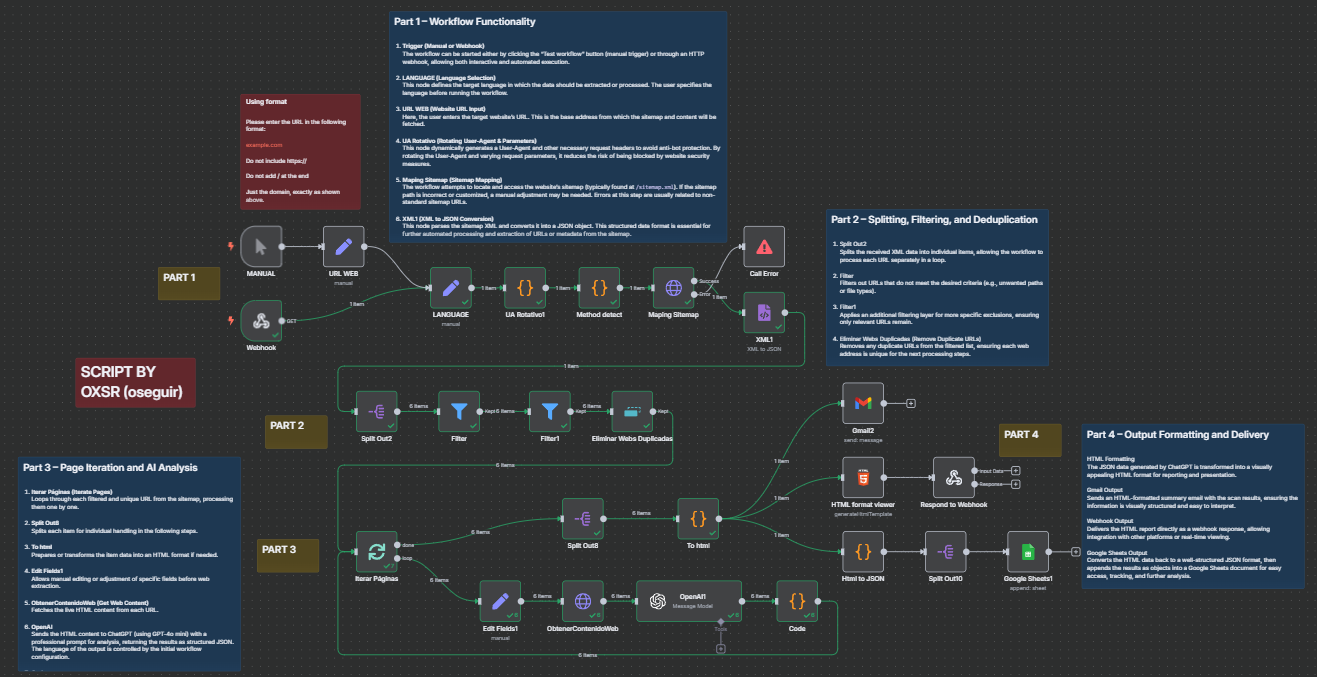 Part 1 – Workflow Functionality
1. Trigger (Manual or Webhook)
The workflow can be started either by clicking the "Test workflow" button (manual trigger) or through an HTTP
webhook, allowing both interactive and automated execution.
2. LANGUAGE (Language Selection)
This node defines the target language in which the data should be extracted or processed. The user specifies the
language before running the workflow.
3. URL WEB (Website URL Input)
Here, the user enters the target website's URL. This is the base address from which the sitemap and content will be
fetched.
4. UA Rotativo (Rotating User-Agent & Parameters)
This node dynamically generates a User-Agent and other necessary request headers to avoid anti-bot protection. By
rotating the User-Agent and varying request parameters, it reduces the risk of being blocked by website security
measures.
5. Maping Sitemap (Sitemap Mapping)
The workflow attempts to locate and access the website's sitemap (typically found at /sitemap.xml). If the sitemap
path is incorrect or customized, a manual adjustment may be needed. Errors at this step are usually related to non-
standard sitemap URLs.
6. XML1 (XML to JSON Conversion)
This node parses the sitemap XML and converts it into a JSON object. This structured data format is essential for
further automated processing and extraction of URLs or metadata from the sitemap.
Using format
Please enter the URL in the following
format:
example.com
Do not include https://
Do not add / at the end
Just the domain, exactly as shown
above.
PART 1
MANUAL
URL WEB
manual
Webhook
GET
1 item
LANGUAGE
manual
1 item
UA Rotativo1
1 item
Method detect
1 item
Maping Sitemap
Success
Error
1 item
Call Error
XML1
XML to JSON
1 item
Part 2 – Splitting, Filtering, and Deduplication
1. Split Out2
Splits the received XML data into individual items, allowing the workflow to
process each URL separately in a loop.
2. Filter
Filters out URLs that do not meet the desired criteria (e.g., unwanted paths
or file types).
3. Filter1
Applies an additional filtering layer for more specific exclusions, ensuring
only relevant URLs remain.
4. Eliminar Webs Duplicadas (Remove Duplicate URLs)
Removes any duplicate URLs from the filtered list, ensuring each web
address is unique for the next processing steps.
SCRIPT BY
OXSR (oseguir)
PART 2
Split Out2
6 items
Filter
Kept
6 items
Filter1
Kept
6 items
Eliminar Webs Duplicadas
Kept
6 items
Part 3 – Page Iteration and AI Analysis
1. Iterar Páginas (Iterate Pages)
Loops through each filtered and unique URL from the sitemap, processing
them one by one.
2. Split Out8
Splits each item for individual handling in the following steps.
3. To html
Prepares or transforms the item data into an HTML format if needed.
4. Edit Fields1
Allows manual editing or adjustment of specific fields before web
extraction.
5. ObtenerContenidoWeb (Get Web Content)
Fetches the live HTML content from each URL.
6. OpenAI
Sends the HTML content to ChatGPT (using GPT-4o mini) with a
professional prompt for analysis, returning the results as structured JSON.
The language of the output is controlled by the initial workflow
configuration.
PART 3
Iterar Páginas
done
loop
6 items
Split Out8
6 items
To html
6 items
Edit Fields1
manual
6 items
ObtenerContenidoWeb
6 items
OpenAI1
Message Model
Tools
6 items
Code
6 items
1 item
Gmail2
send: message
1 item
HTML format viewer
generateHtmlTemplate
Respond to Webhook
Input Data
Response
1 item
Html to JSON
Split Out10
Google Sheets1
append: sheet
PART 4
Part 4 – Output Formatting and Delivery
HTML Formatting
The JSON data generated by ChatGPT is transformed into a visually
appealing HTML format for reporting and presentation.
Gmail Output
Sends an HTML-formatted summary email with the scan results, ensuring the
information is visually structured and easy to interpret.
Webhook Output
Delivers the HTML report directly as a webhook response, allowing
integration with other platforms or real-time viewing.
Google Sheets Output
Converts the HTML data back to a well-structured JSON format, then
appends the results as objects into a Google Sheets document for easy
access, tracking, and further analysis.